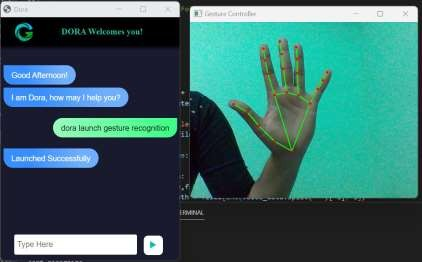 Dora
DORA Welcomes you!
Good Afternoon!
I am Dora, how may I help you?
dora launch gesture recognition
Launched Successfully
Type Here
Gesture Controller
TERMINAL